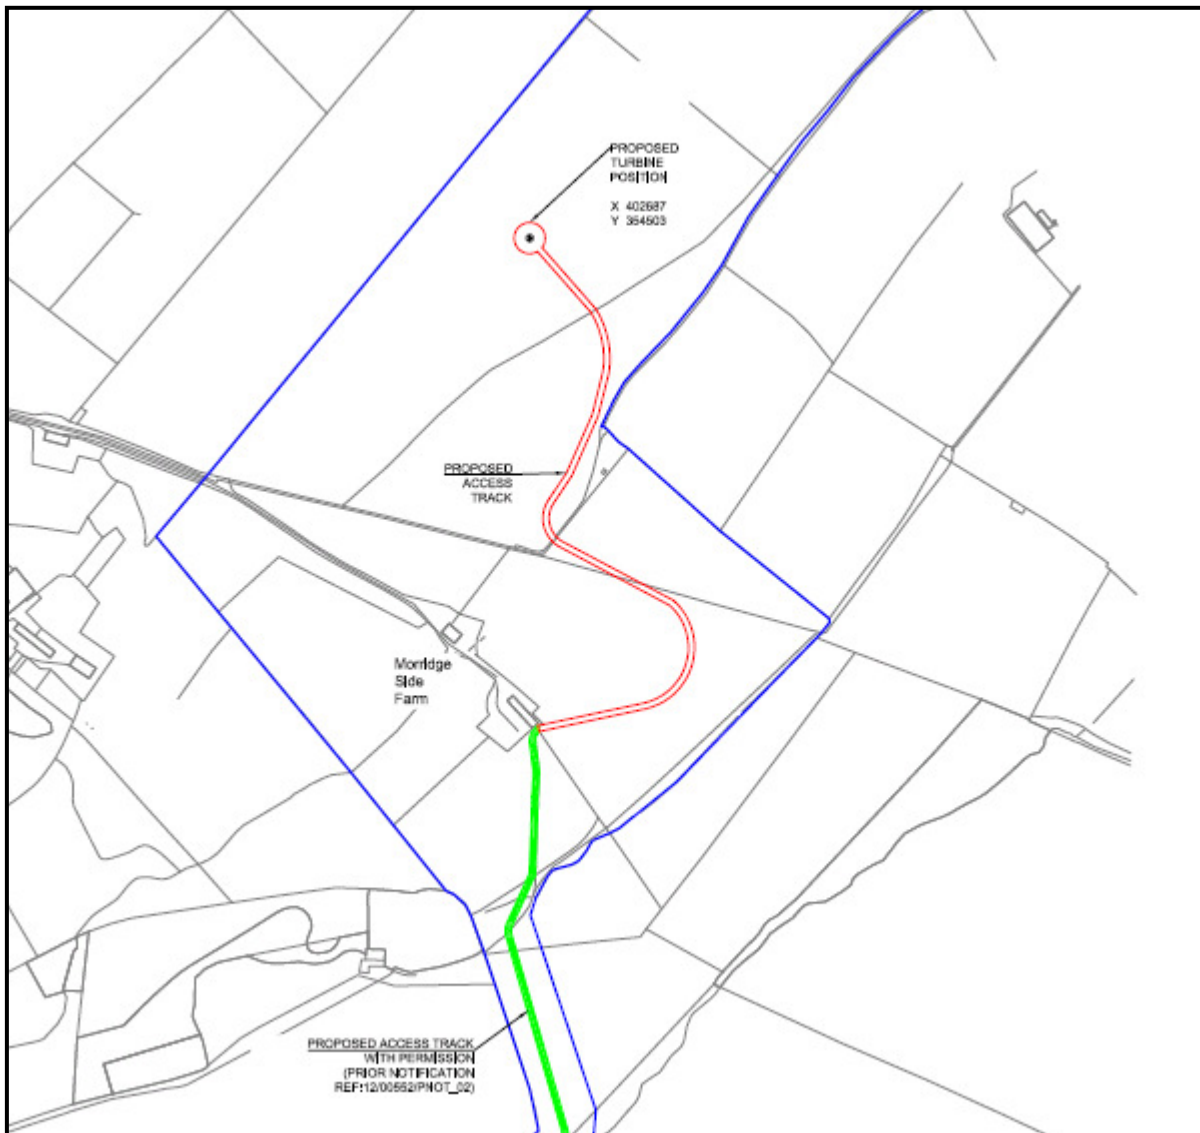 PROPOSED
TURBINE
POSITION
X 402687
Y 354503
PROPOSED
ACCESS
TRACK
Morridge
Side
Farm
PROPOSED ACCESS TRACK
WITH PERMISSION
(PRIOR NOTIFICATION
REF:12/00552/PNOT_02)